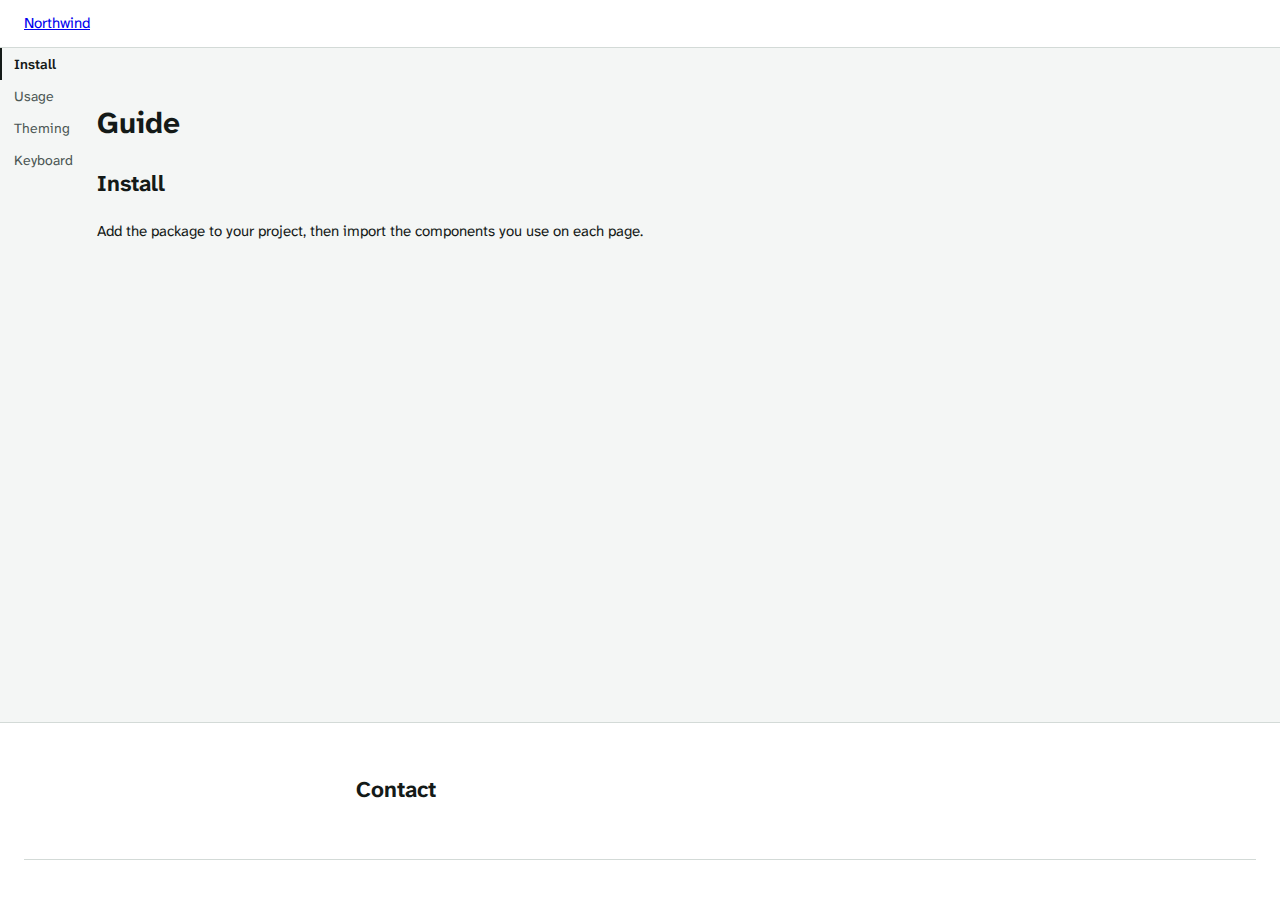 Northwind
Install
Usage
Theming
Keyboard
Guide
Install
Add the package to your project, then import the components you use on each page.
Contact